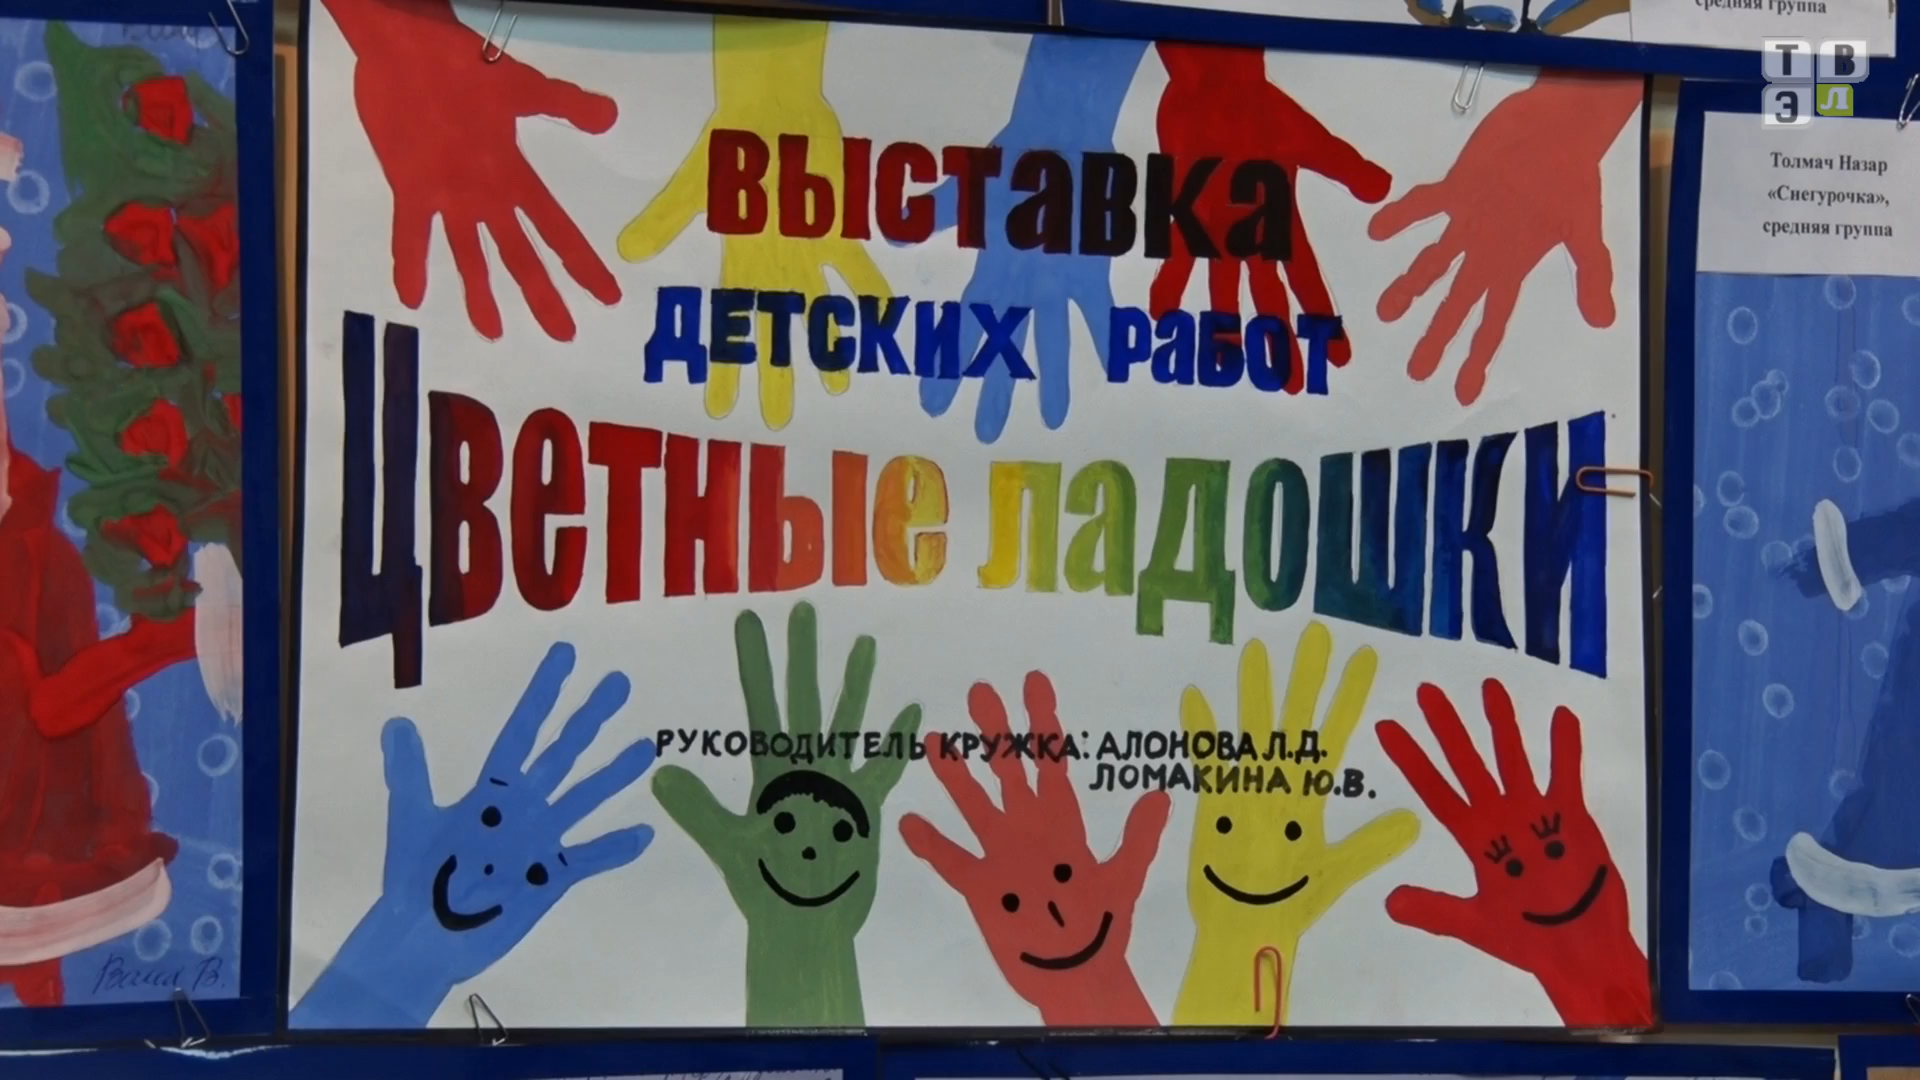 средняя группа
ТВ
ЭЛ
Толмач Назар
«Снегурочка»,
средняя группа
ВЫСТАВКА
ДЕТСКИХ РАБОТ
ЦВЕТНЫЕ ЛАДОШКИ
РУКОВОДИТЕЛЬ КРУЖКА: АЛОНОВА Л.Д.
ЛОМАКИНА Ю.В.